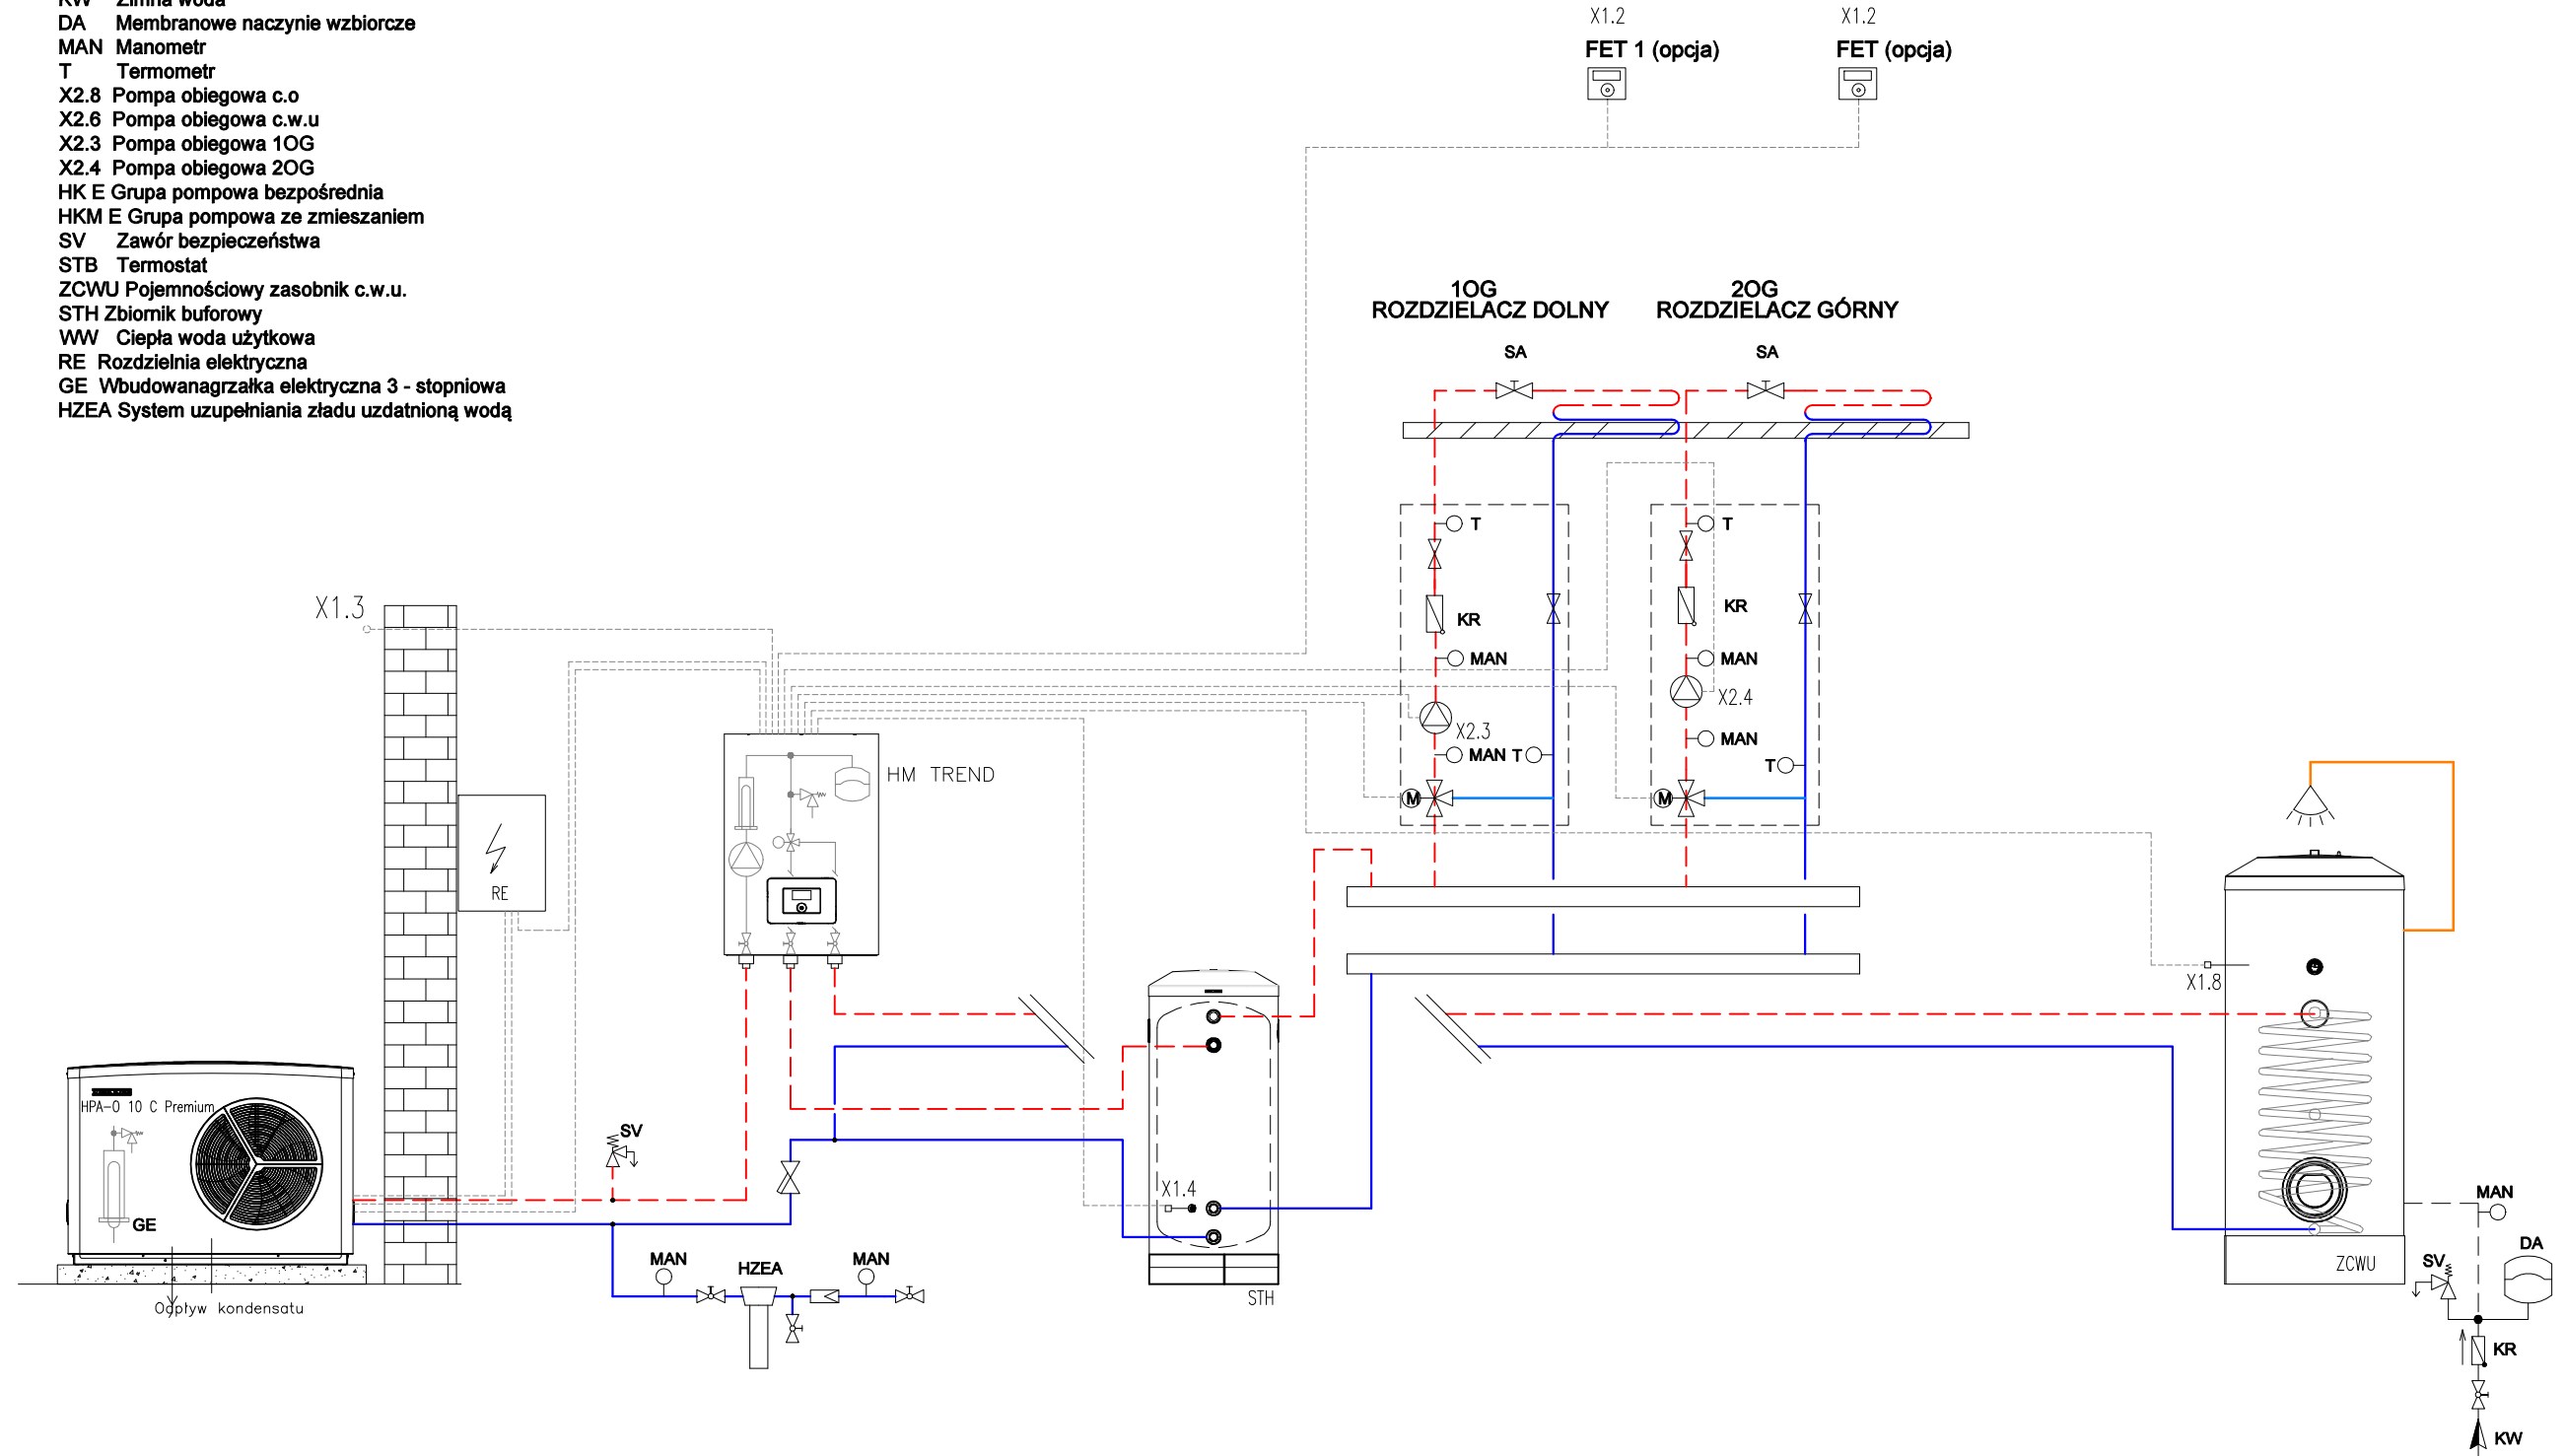 KW Zimna woda
DA Membranowe naczynie wzbiorcze
MAN Manometr
T Termometr
X2.8 Pompa obiegowa c.o
X2.6 Pompa obiegowa c.w.u
X2.3 Pompa obiegowa 1OG
X2.4 Pompa obiegowa 2OG
HK E Grupa pompowa bezpośrednia
HKM E Grupa pompowa ze zmieszaniem
SV Zawór bezpieczeństwa
STB Termostat
ZCWU Pojemnościowy zasobnik c.w.u.
STH Zbiornik buforowy
WW Ciepła woda użytkowa
RE Rozdzielnia elektryczna
GE Wbudowanagrzałka elektryczna 3 - stopniowa
HZEA System uzupełniania zładu uzdatnioną wodą
X1.2
X1.2
FET 1 (opcja)
FET (opcja)
1OG
ROZDZIELACZ DOLNY
2OG
ROZDZIELACZ GÓRNY
SA
SA
T
T
KR
KR
MAN
MAN
X2.3
X2.4
MAN T
MAN
T
M
M
X1.3
RE
HM TREND
X1.8
HPA-O 10 C Premium
GE
SV
Odpływ kondensatu
MAN
HZEA
MAN
X1.4
STH
ZCWU
MAN
DA
SV
KR
KW